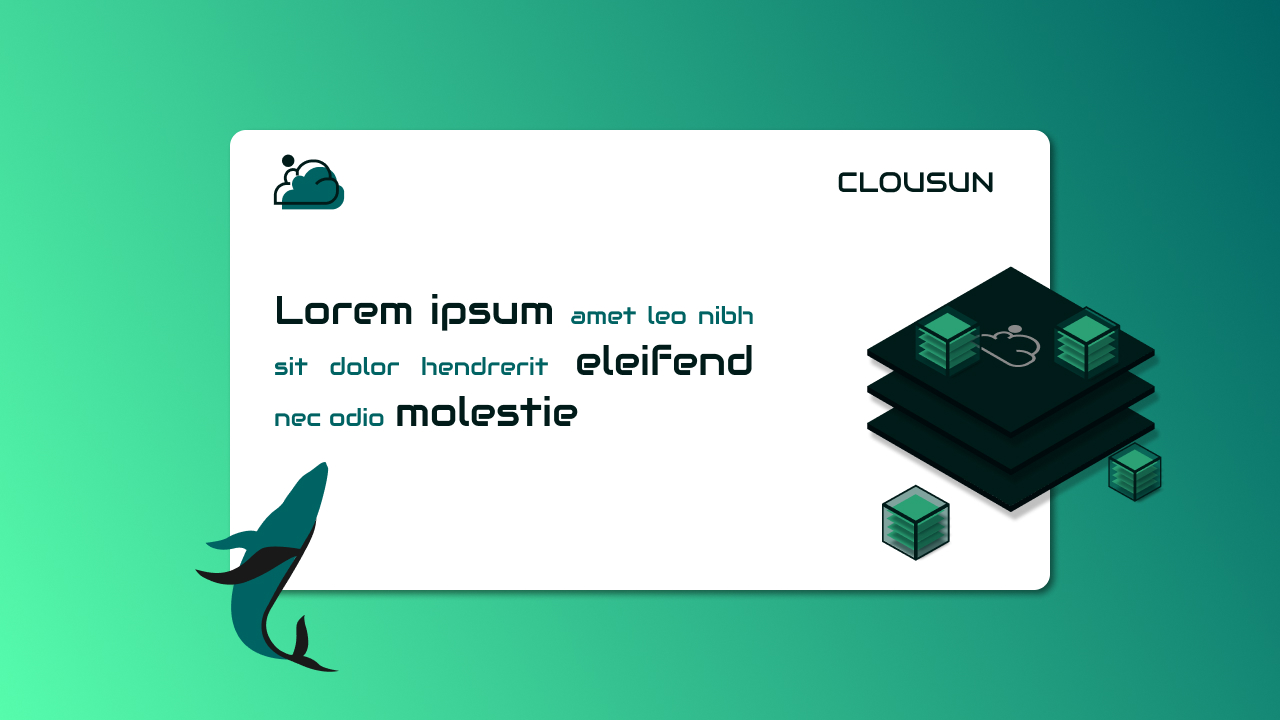 CLOUSUN
Lorem ipsum amet leo nibh
sit dolor hendrerit eleifend
nec odio molestie